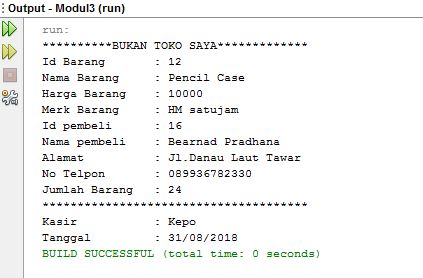 Output - Modul3 (run)
run:
**********BUKAN TOKO SAYA*************
Id Barang : 12
Nama Barang : Pencil Case
Harga Barang : 10000
Merk Barang : HM satujam
Id pembeli : 16
Nama pembeli : Bearnad Pradhana
Alamat : Jl.Danau Laut Tawar
No Telpon : 089936782330
Jumlah Barang : 24
**************************************
Kasir : Kepo
Tanggal : 31/08/2018
BUILD SUCCESSFUL (total time: 0 seconds)